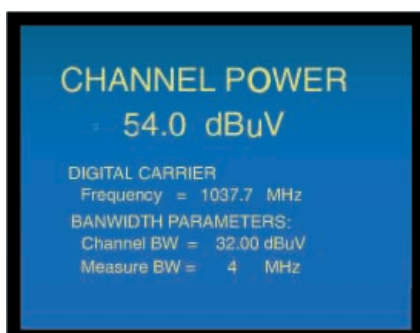 CHANNEL POWER
54.0 dBuV
DIGITAL CARRIER
Frequency = 1037.7 MHz
BANWIDTH PARAMETERS:
Channel BW = 32.00 dBuV
Measure BW = 4 MHz